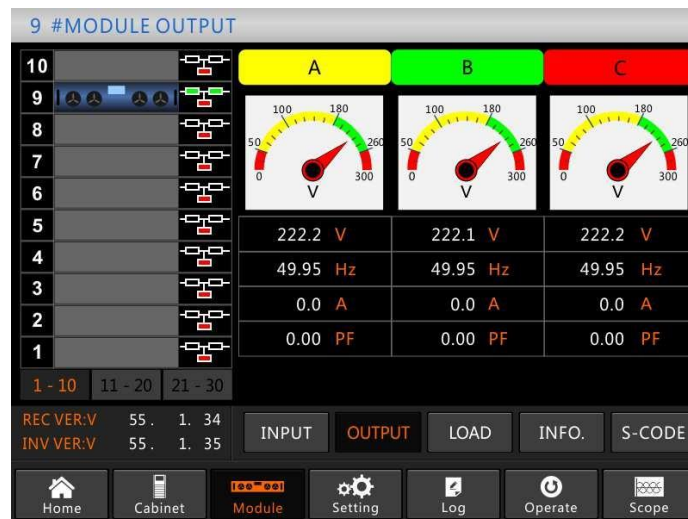 9 #MODULE OUTPUT
10
9
8
7
6
5
4
3
2
1
1 - 10 11 - 20 21 - 30
REC VER:V 55. 1. 34
INV VER:V 55. 1. 35
A B C
100 180 100 180 100 180
50 260 50 260 50 260
0 300 0 300 0 300
V V V
222.2 V 222.1 V 222.2 V
49.95 Hz 49.95 Hz 49.95 Hz
0.0 A 0.0 A 0.0 A
0.00 PF 0.00 PF 0.00 PF
INPUT OUTPUT LOAD INFO. S-CODE
Home Cabinet Module Setting Log Operate Scope